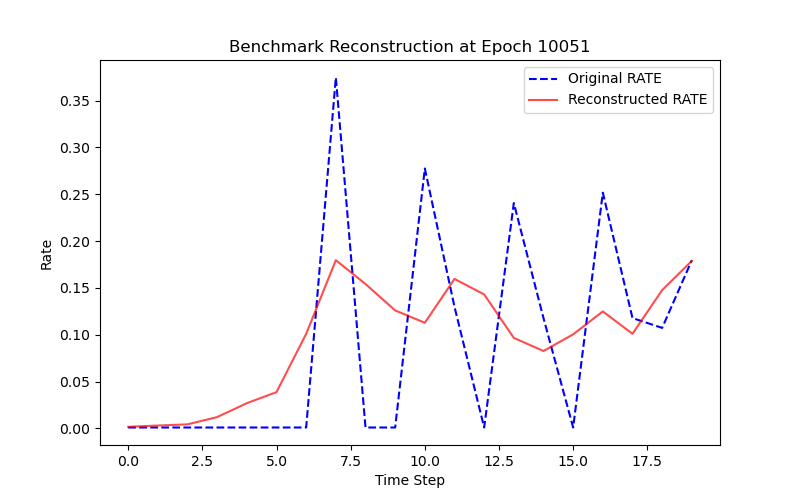 Benchmark Reconstruction at Epoch 10051
Original RATE
Reconstructed RATE
Rate
0.35
0.30
0.25
0.20
0.15
0.10
0.05
0.00
0.0 2.5 5.0 7.5 10.0 12.5 15.0 17.5
Time Step